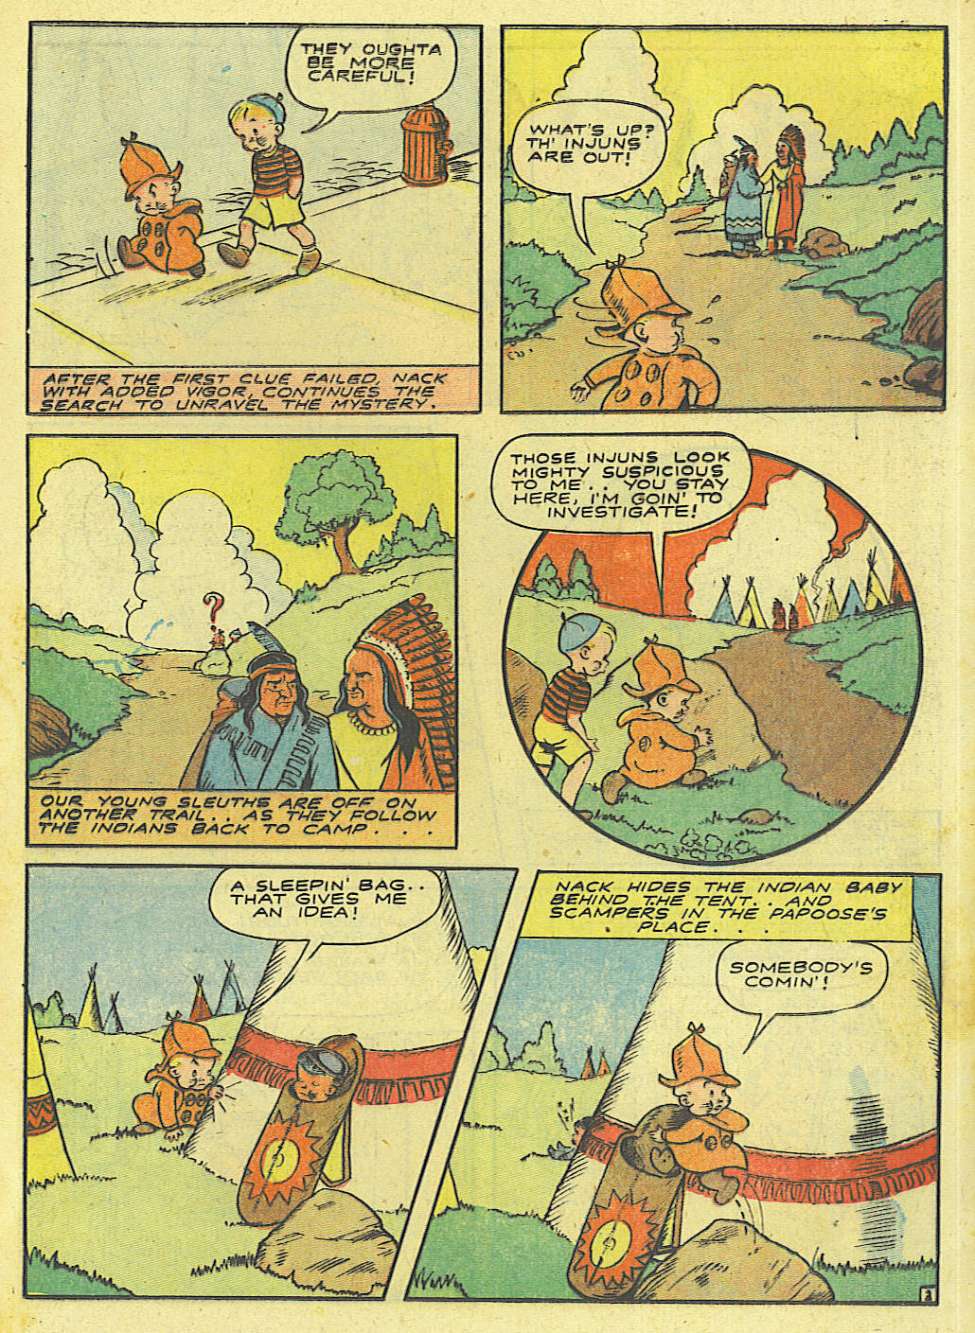 THEY OUGHTA
BE MORE
CAREFUL!
AFTER THE FIRST CLUE FAILED, NACK
WITH ADDED VIGOR, CONTINUES THE
SEARCH TO UNRAVEL THE MYSTERY.
WHAT'S UP?
TH' INJUNS
ARE OUT!
?
OUR YOUNG SLEUTHS ARE OFF ON
ANOTHER TRAIL.. AS THEY FOLLOW
THE INDIANS BACK TO CAMP . . .
THOSE INJUNS LOOK
MIGHTY SUSPICIOUS
TO ME.. YOU STAY
HERE, I'M GOIN' TO
INVESTIGATE!
A SLEEPIN' BAG..
THAT GIVES ME
AN IDEA!
NACK HIDES THE INDIAN BABY
BEHIND THE TENT.. AND
SCAMPERS IN THE PAPOOSE'S
. PLACE . . .
SOMEBODY'S
COMIN'!